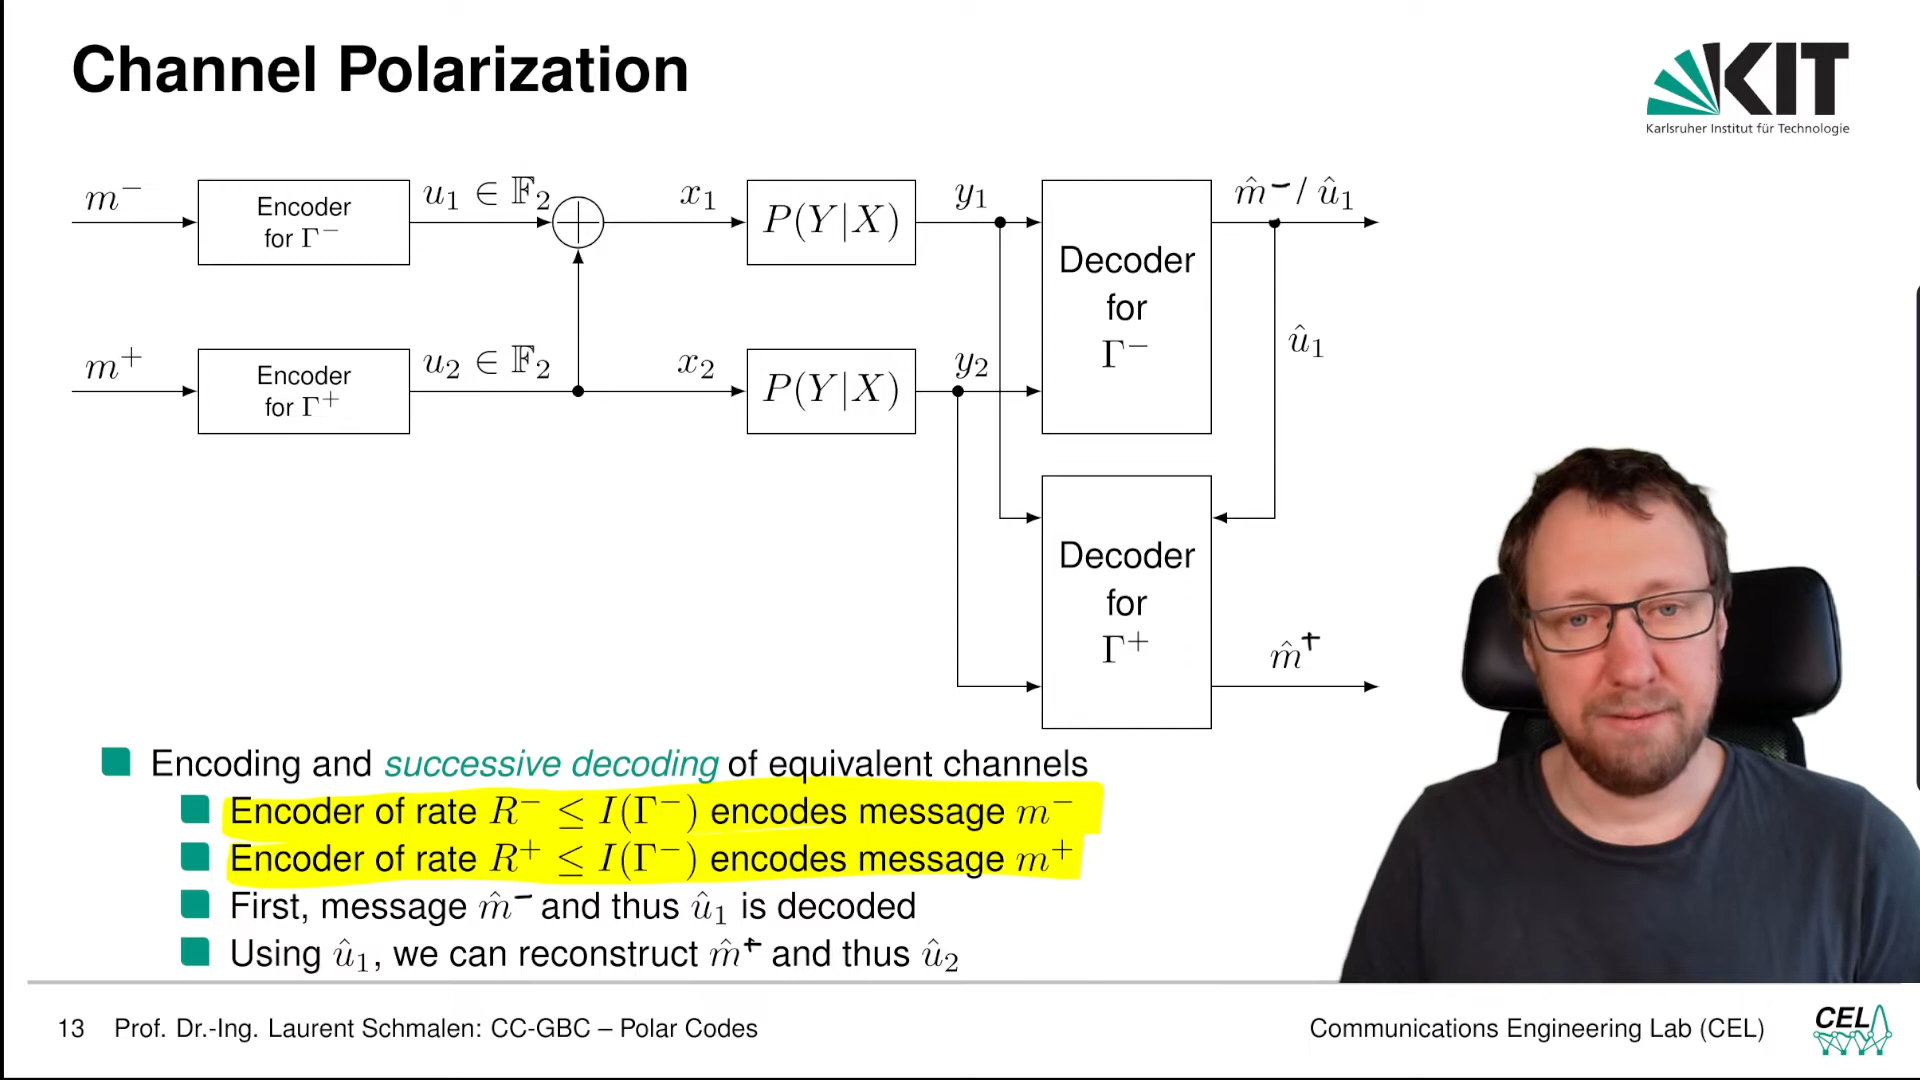 Channel Polarization
KIT
Karlsruher Institut für Technologie
m⁻
Encoder
for Γ⁻
u₁ ∈ 𝔽₂
x₁
P(Y|X)
y₁
Decoder
for
Γ⁻
m̂⁻/ û₁
m⁺
Encoder
for Γ⁺
u₂ ∈ 𝔽₂
x₂
P(Y|X)
y₂
û₁
Decoder
for
Γ⁺
m̂⁺
Encoding and successive decoding of equivalent channels
Encoder of rate R⁻ ≤ I(Γ⁻) encodes message m⁻
Encoder of rate R⁺ ≤ I(Γ⁻) encodes message m⁺
First, message m̂⁻ and thus û₁ is decoded
Using û₁, we can reconstruct m̂⁺ and thus û₂
13 Prof. Dr.-Ing. Laurent Schmalen: CC-GBC – Polar Codes
Communications Engineering Lab (CEL)
CEL